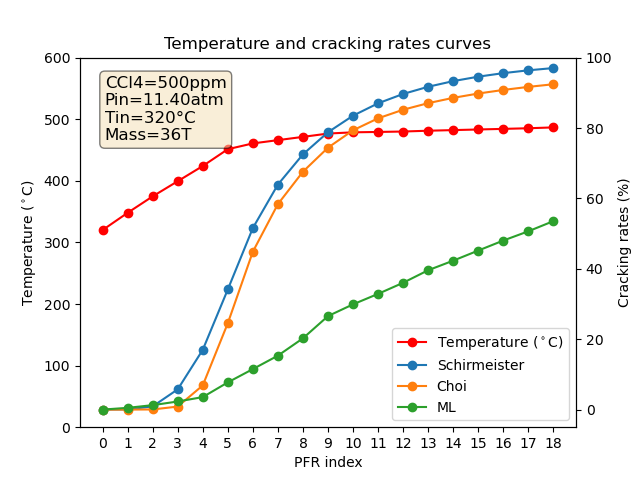 Temperature and cracking rates curves
CCl4=500ppm
Pin=11.40atm
Tin=320°C
Mass=36T
600
500
400
300
200
100
0
Temperature (°C)
100
80
60
40
20
0
Cracking rates (%)
Temperature (°C)
Schirmeister
Choi
ML
0 1 2 3 4 5 6 7 8 9 10 11 12 13 14 15 16 17 18
PFR index